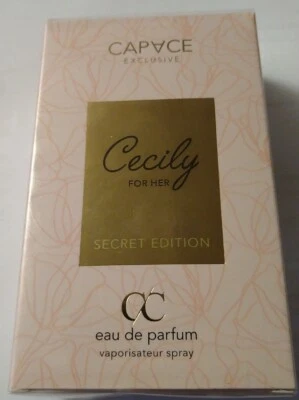 CAPACE
EXCLUSIVE
Cecily
FOR HER
SECRET EDITION
CC
eau de parfum
vaporisateur spray